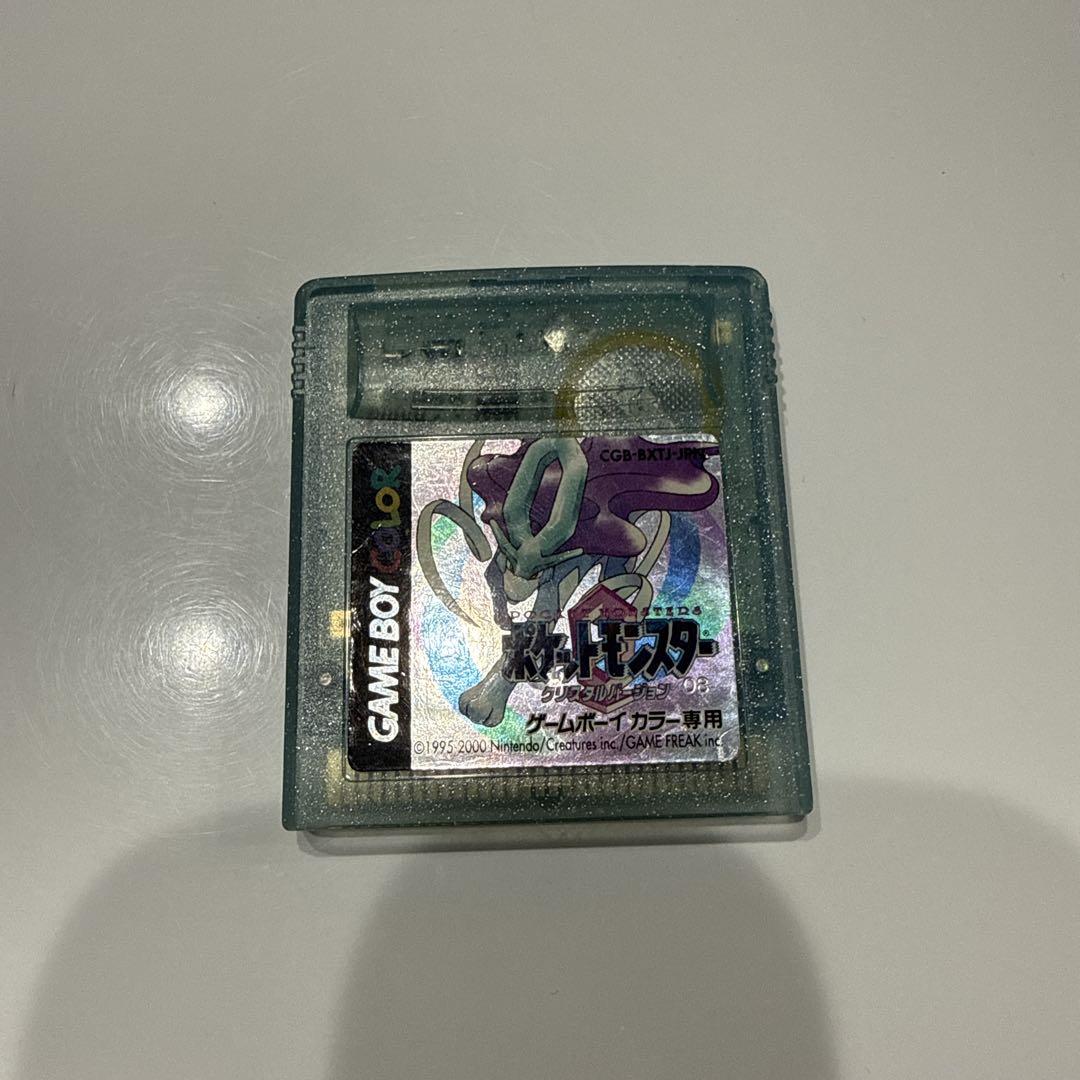 GAME BOY COLOR
CGB-BXTJ-JPN
POCKET MONSTERS
ポケットモンスター
クリスタルバージョン
08
ゲームボーイ カラー専用
©1995-2000 Nintendo/Creatures inc./GAME FREAK inc.